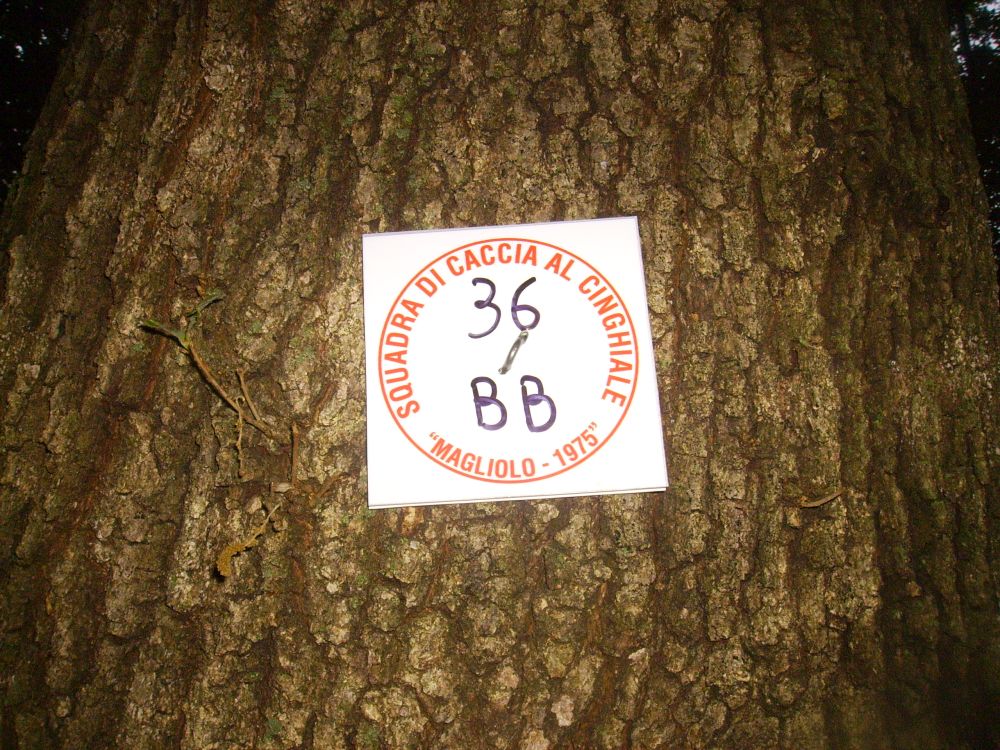 SQUADRA DI CACCIA AL CINGHIALE
36
BB
"MAGLIOLO - 1975"